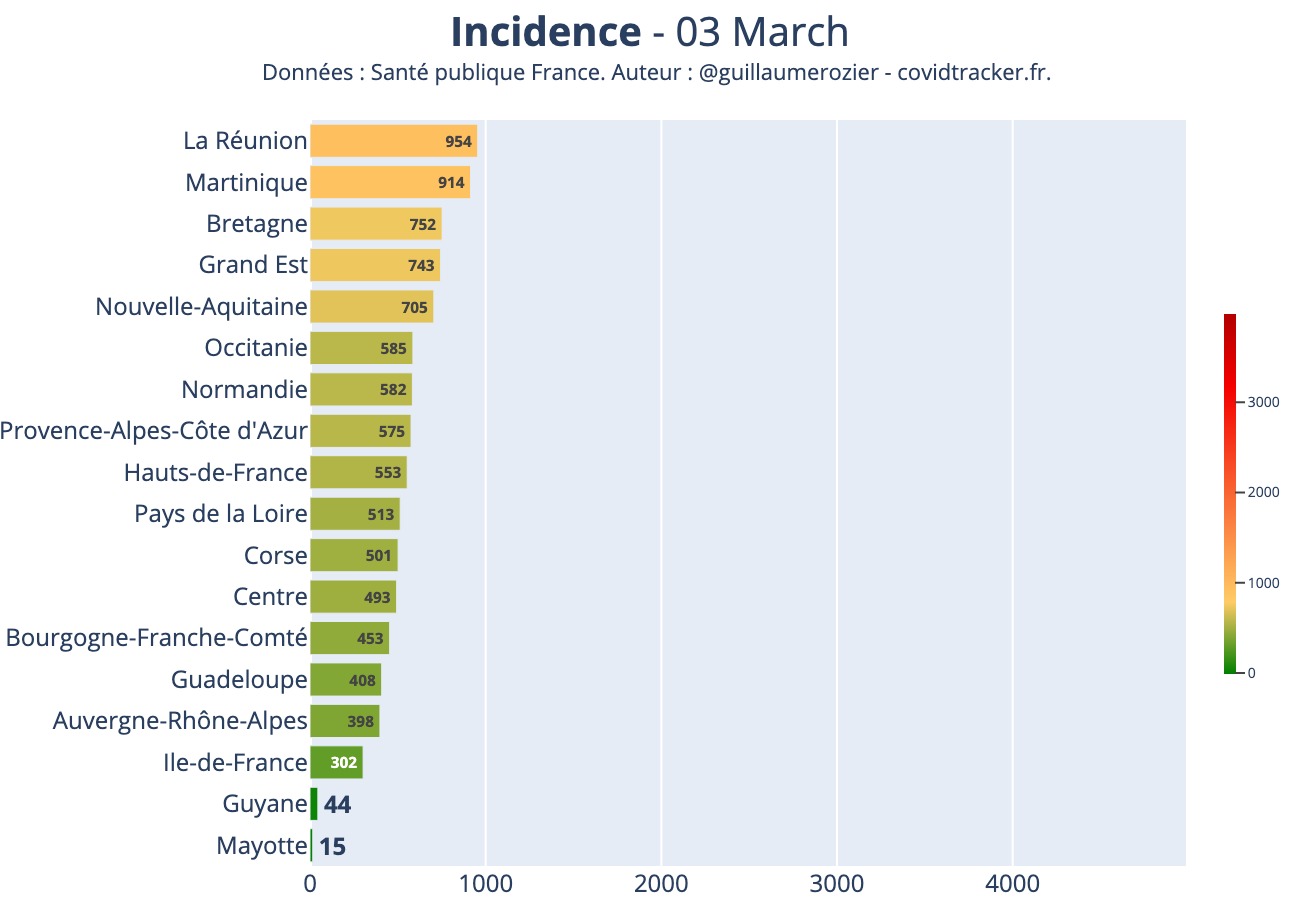 Incidence - 03 March
Données : Santé publique France. Auteur : @guillaumerozier - covidtracker.fr.
La Réunion 954
Martinique 914
Bretagne 752
Grand Est 743
Nouvelle-Aquitaine 705
Occitanie 585
Normandie 582
Provence-Alpes-Côte d'Azur 575
Hauts-de-France 553
Pays de la Loire 513
Corse 501
Centre 493
Bourgogne-Franche-Comté 453
Guadeloupe 408
Auvergne-Rhône-Alpes 398
Ile-de-France 302
Guyane 44
Mayotte 15
0 1000 2000 3000 4000
3000
2000
1000
0